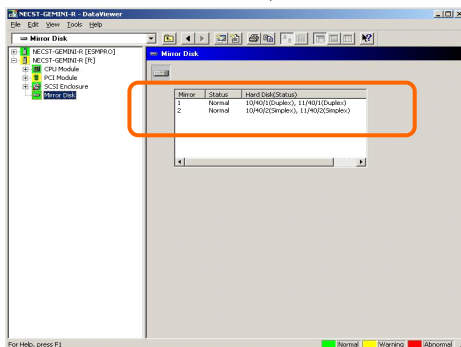 NECST-GEMINI-R - DataViewer
File Edit View Tools Help
Mirror Disk
NECST-GEMINI-R [ESMPRO]
NECST-GEMINI-R [ft]
CPU Module
PCI Module
SCSI Enclosure
Mirror Disk
Mirror Disk
Mirror Status Hard Disk(Status)
1 Normal 10/40/1(Duplex), 11/40/1(Duplex)
2 Normal 10/40/2(Simplex), 11/40/2(Simplex)
For Help, press F1
Normal Warning Abnormal